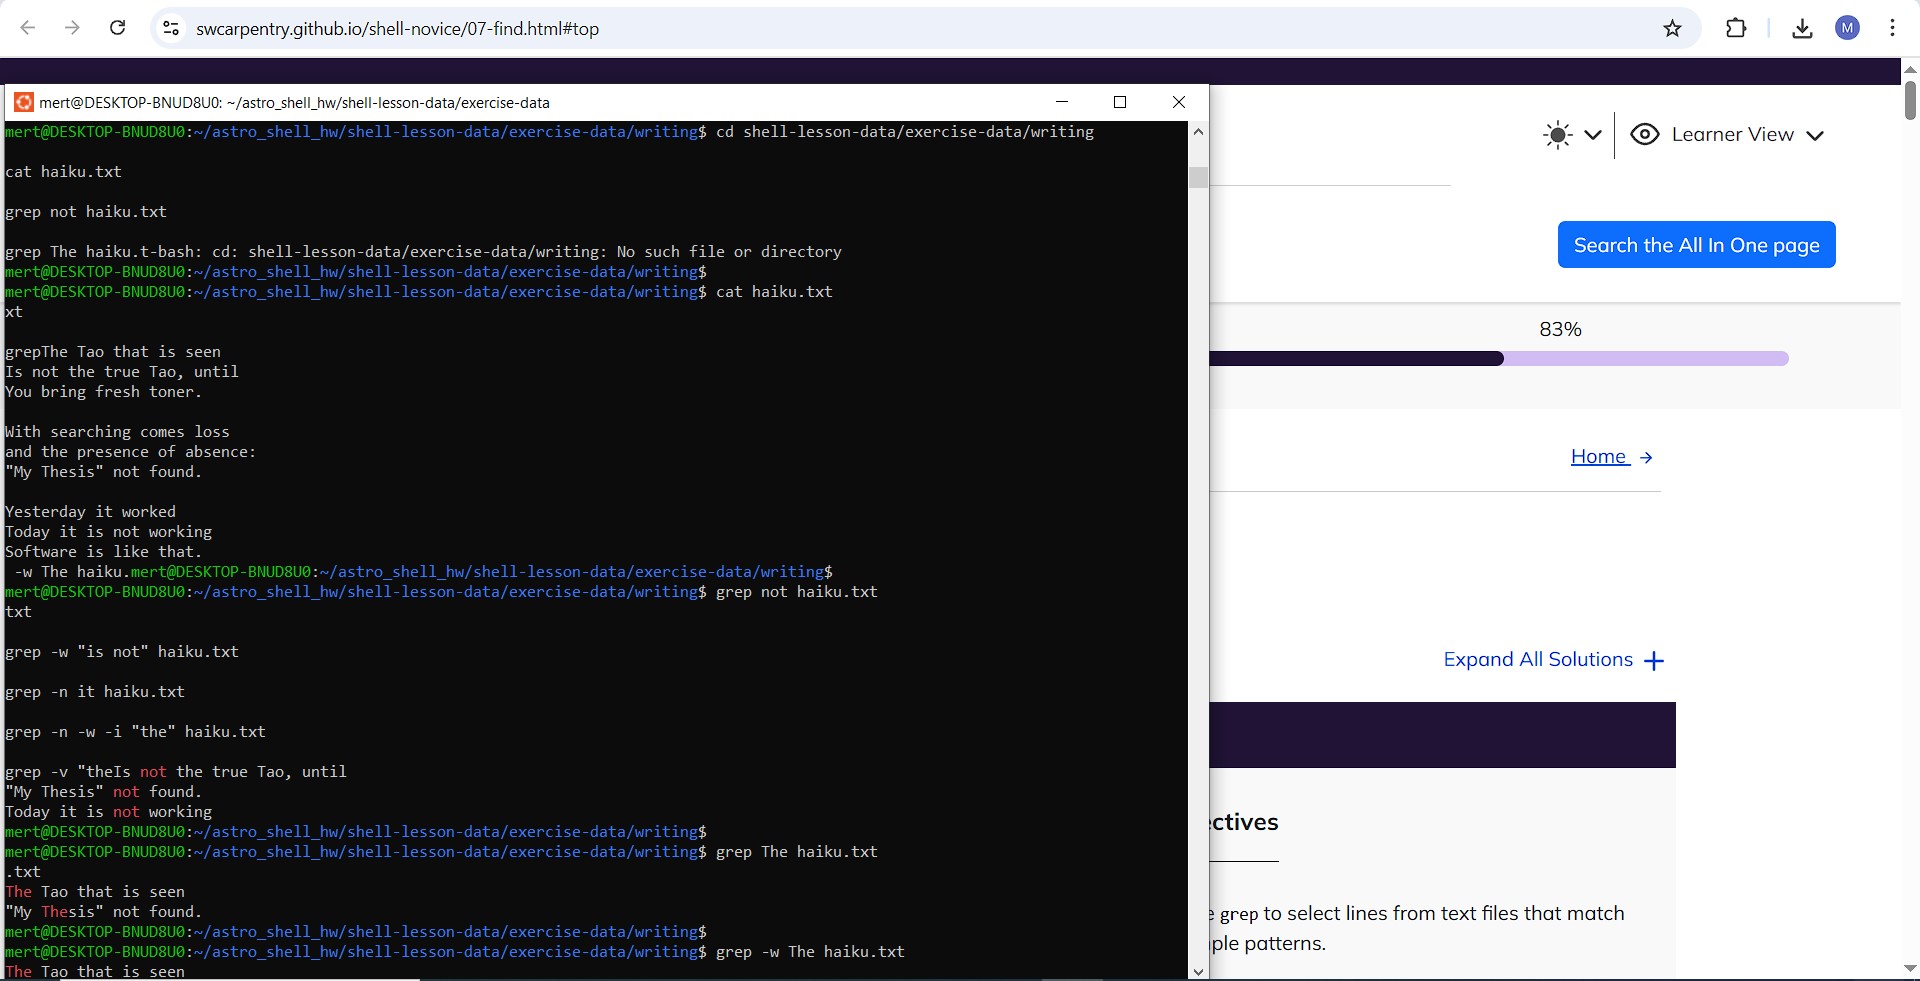 swcarpentry.github.io/shell-novice/07-find.html#top
M
mert@DESKTOP-BNUD8U0: ~/astro_shell_hw/shell-lesson-data/exercise-data
mert@DESKTOP-BNUD8U0:~/astro_shell_hw/shell-lesson-data/exercise-data/writing$ cd shell-lesson-data/exercise-data/writing
cat haiku.txt
grep not haiku.txt
grep The haiku.t-bash: cd: shell-lesson-data/exercise-data/writing: No such file or directory
mert@DESKTOP-BNUD8U0:~/astro_shell_hw/shell-lesson-data/exercise-data/writing$
mert@DESKTOP-BNUD8U0:~/astro_shell_hw/shell-lesson-data/exercise-data/writing$ cat haiku.txt
xt
grepThe Tao that is seen
Is not the true Tao, until
You bring fresh toner.
With searching comes loss
and the presence of absence:
"My Thesis" not found.
Yesterday it worked
Today it is not working
Software is like that.
-w The haiku.mert@DESKTOP-BNUD8U0:~/astro_shell_hw/shell-lesson-data/exercise-data/writing$
mert@DESKTOP-BNUD8U0:~/astro_shell_hw/shell-lesson-data/exercise-data/writing$ grep not haiku.txt
txt
grep -w "is not" haiku.txt
grep -n it haiku.txt
grep -n -w -i "the" haiku.txt
grep -v "theIs not the true Tao, until
"My Thesis" not found.
Today it is not working
mert@DESKTOP-BNUD8U0:~/astro_shell_hw/shell-lesson-data/exercise-data/writing$
mert@DESKTOP-BNUD8U0:~/astro_shell_hw/shell-lesson-data/exercise-data/writing$ grep The haiku.txt
.txt
The Tao that is seen
"My Thesis" not found.
mert@DESKTOP-BNUD8U0:~/astro_shell_hw/shell-lesson-data/exercise-data/writing$
mert@DESKTOP-BNUD8U0:~/astro_shell_hw/shell-lesson-data/exercise-data/writing$ grep -w The haiku.txt
The Tao that is seen
Learner View
Search the All In One page
83%
Home →
Expand All Solutions +
ectives
e grep to select lines from text files that match
ple patterns.